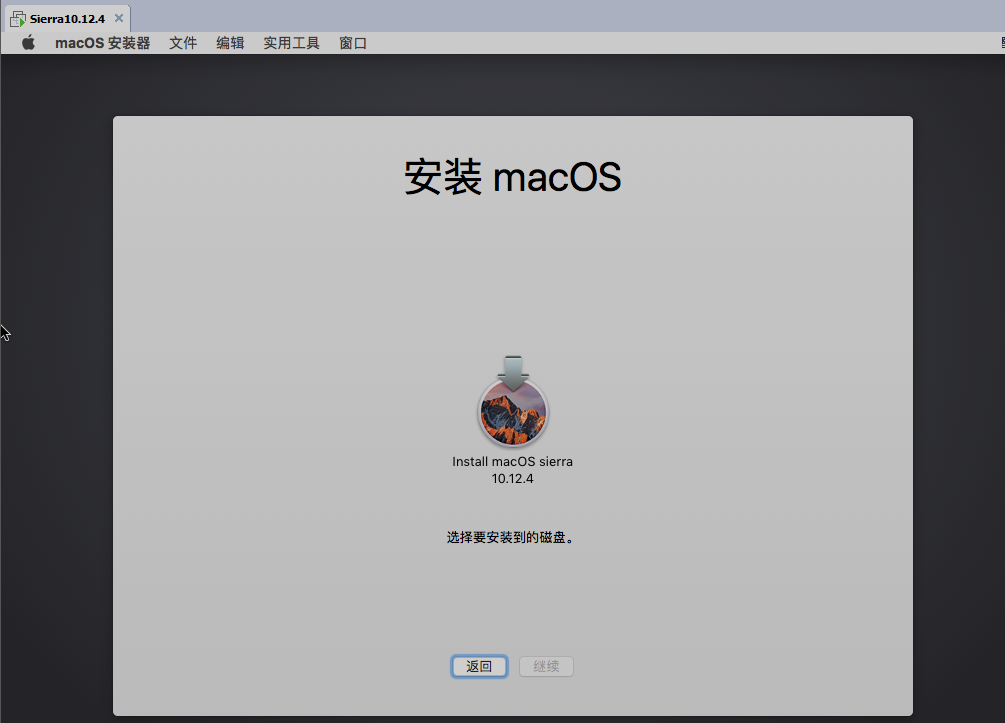 Sierra10.12.4
macOS 安装器 文件 编辑 实用工具 窗口
安装 macOS
Install macOS sierra
10.12.4
选择要安装到的磁盘。
返回 继续